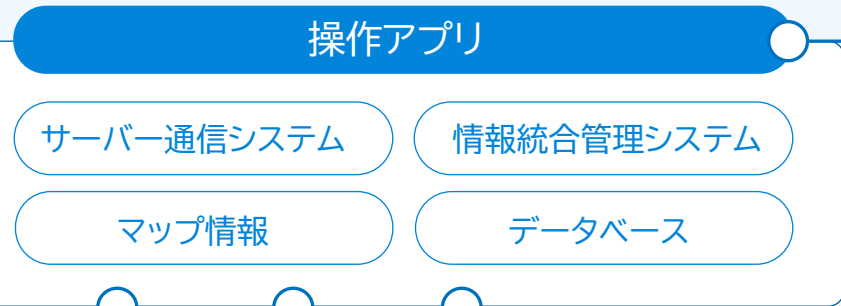 操作アプリ
サーバー通信システム
情報統合管理システム
マップ情報
データベース